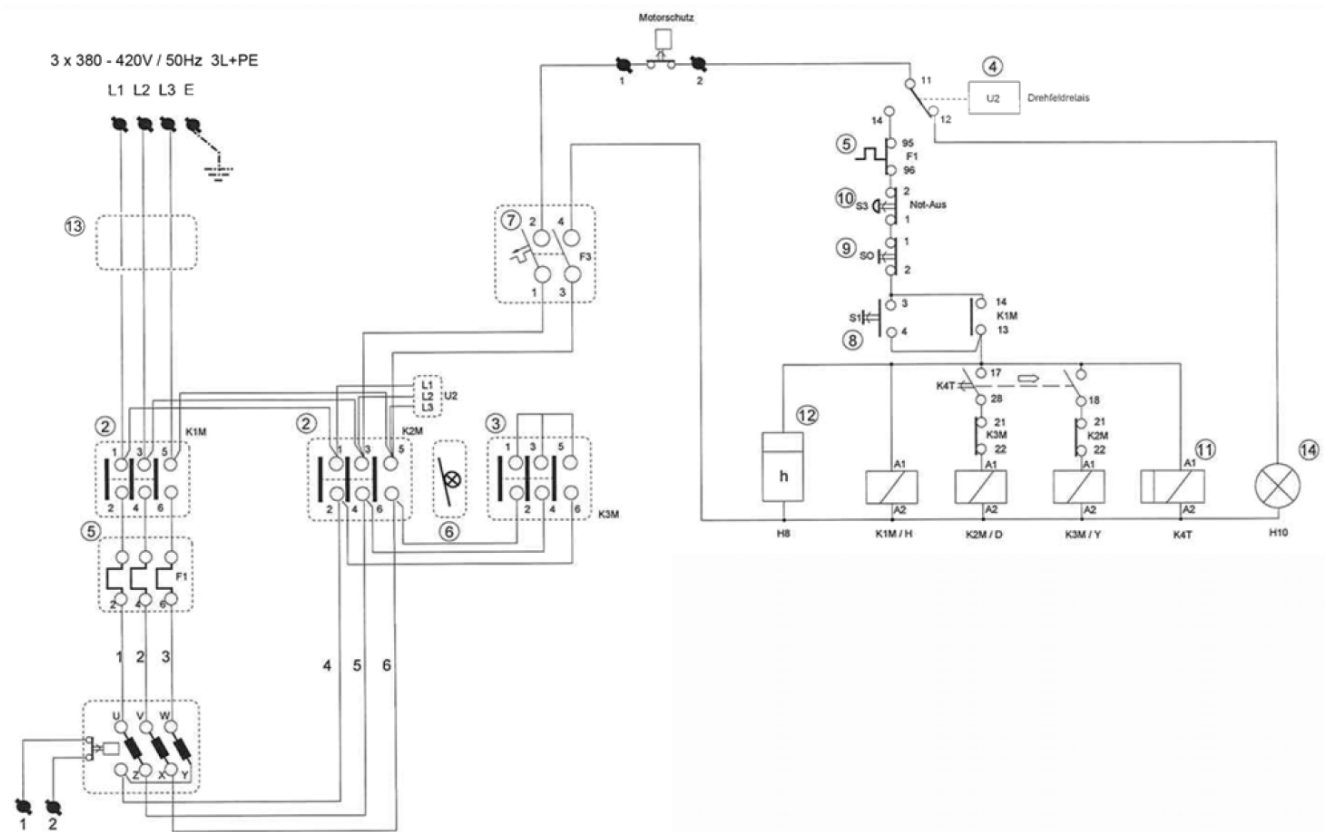 Motorschutz
3 x 380 - 420V / 50Hz 3L+PE
L1 L2 L3 E
1 2
11
4
U2 Drehfeldrelais
12
14
5
95
F1
96
13
10
2
S3 Not-Aus
1
7
2 4
F3
1 3
9
1
SO
2
3 14
S1 K1M
4 13
8
L1
L2 U2
L3
17
K4T
28 18
2
1 3 5
K1M
2
1 3 5
K2M
3
1 3 5
12
h
21 21
K3M K2M
22 22
11
14
A1 A1 A1 A1
A2 A2 A2 A2
2 4 6
2 4 6
2 4 6
K3M
6
H8 K1M / H K2M / D K3M / Y K4T H10
5
F1
2 4 6
1 2 3
4 5 6
U V W
Z X Y
1 2